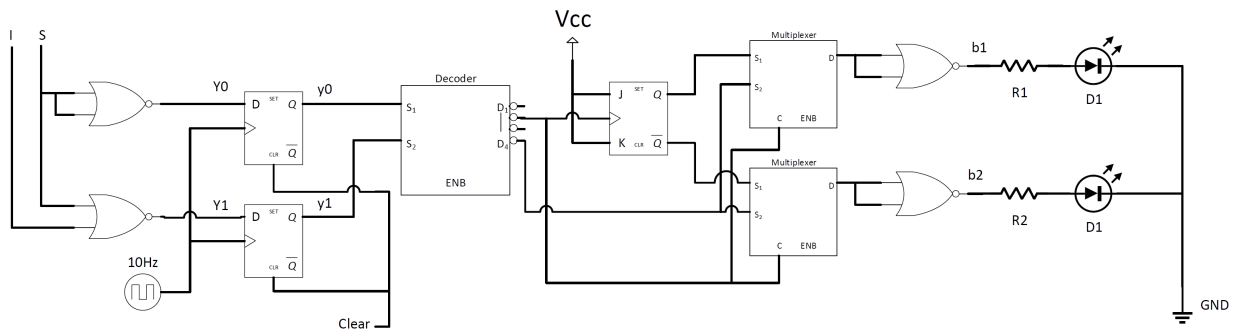 I S
Vcc
Y0
D SET Q
CLR Q
y0
Y1
D SET Q
CLR Q
y1
10Hz
Clear
Decoder
S1
S2
D1
D4
ENB
J SET Q
K CLR Q
Multiplexer
S1
S2
D
C ENB
Multiplexer
S1
S2
D
C ENB
b1
R1
D1
b2
R2
D1
GND